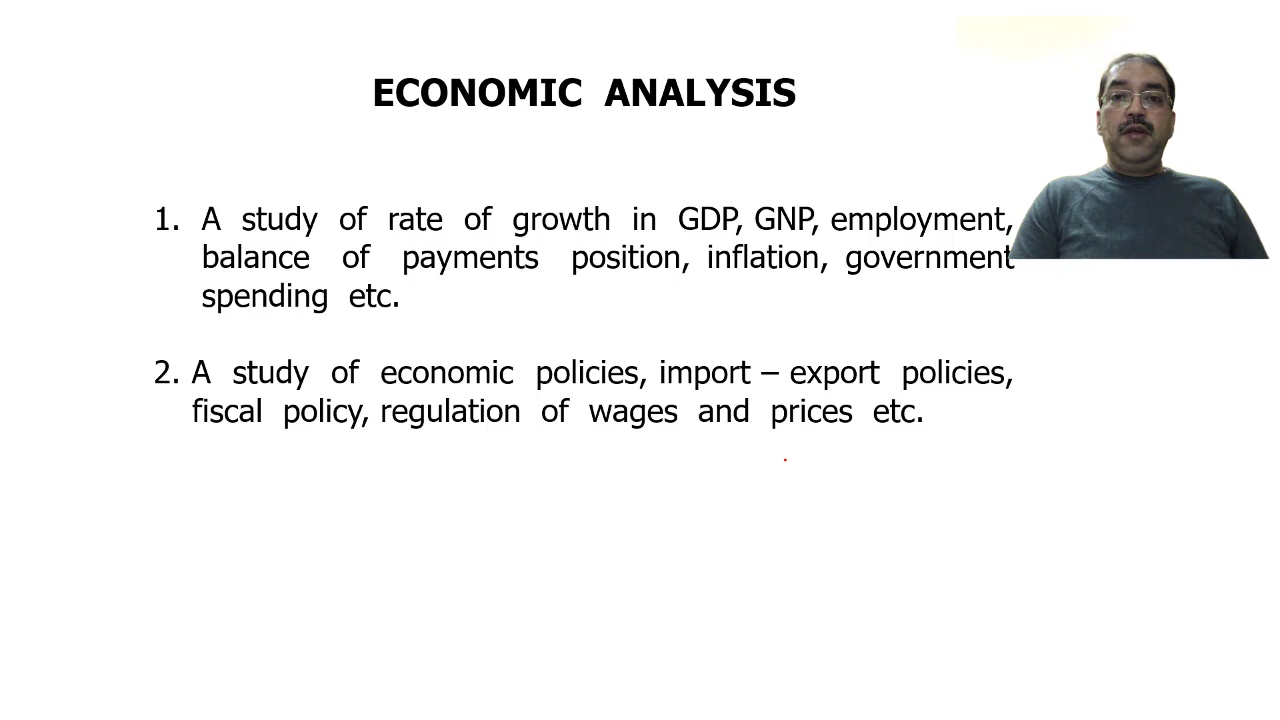 ECONOMIC ANALYSIS
1. A study of rate of growth in GDP, GNP, employment,
balance of payments position, inflation, government
spending etc.
2. A study of economic policies, import – export policies,
fiscal policy, regulation of wages and prices etc.